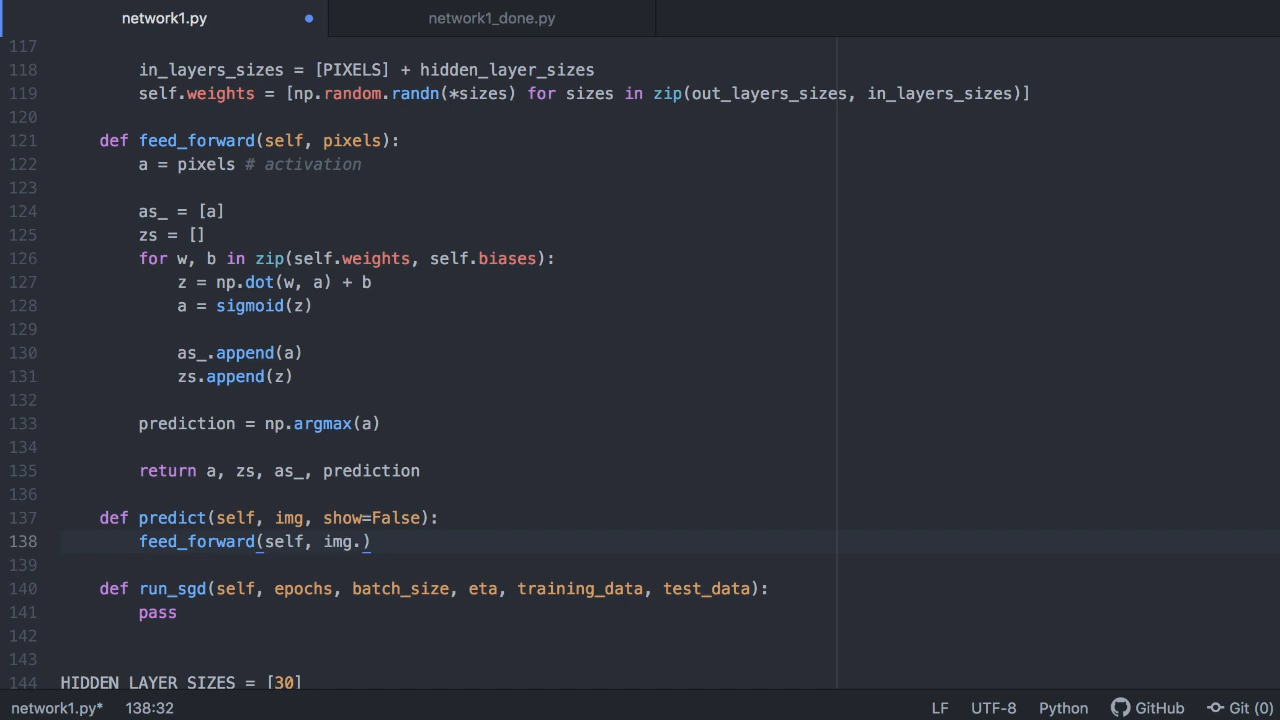 network1.py network1_done.py
117
118 in_layers_sizes = [PIXELS] + hidden_layer_sizes
119 self.weights = [np.random.randn(*sizes) for sizes in zip(out_layers_sizes, in_layers_sizes)]
120
121 def feed_forward(self, pixels):
122 a = pixels # activation
123
124 as_ = [a]
125 zs = []
126 for w, b in zip(self.weights, self.biases):
127 z = np.dot(w, a) + b
128 a = sigmoid(z)
129
130 as_.append(a)
131 zs.append(z)
132
133 prediction = np.argmax(a)
134
135 return a, zs, as_, prediction
136
137 def predict(self, img, show=False):
138 feed_forward(self, img.)
139
140 def run_sgd(self, epochs, batch_size, eta, training_data, test_data):
141 pass
142
143
144 HIDDEN_LAYER_SIZES = [30]
network1.py* 138:32 LF UTF-8 Python GitHub Git (0)